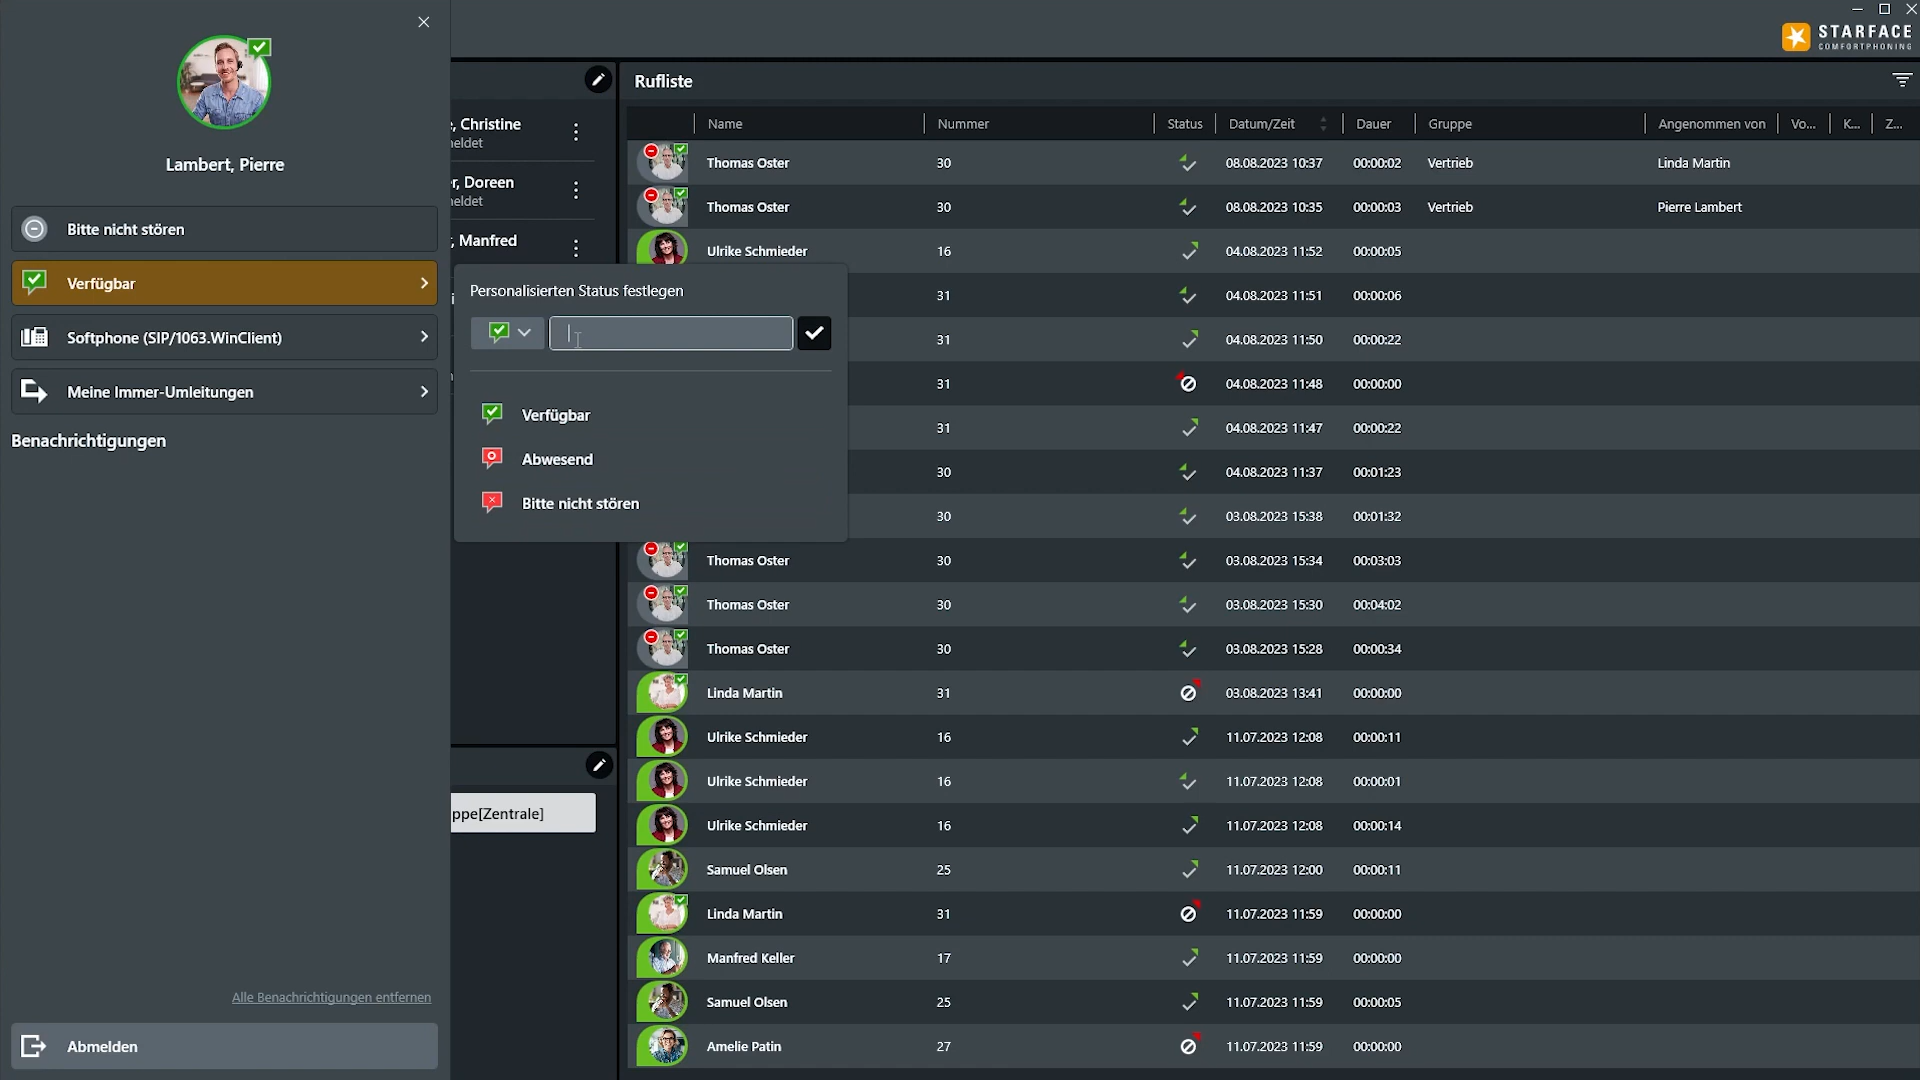 Lambert, Pierre
Bitte nicht stören
Verfügbar
Softphone (SIP/1063.WinClient)
Meine Immer-Umleitungen
Benachrichtigungen
Alle Benachrichtigungen entfernen
Abmelden
, Christine
eldet
r, Doreen
eldet
, Manfred
ppe[Zentrale]
Personalisierten Status festlegen
Verfügbar
Abwesend
Bitte nicht stören
STARFACE
COMFORTPHONING
Rufliste
Name Nummer Status Datum/Zeit Dauer Gruppe Angenommen von Vo... K... Z...
Thomas Oster 30 08.08.2023 10:37 00:00:02 Vertrieb Linda Martin
Thomas Oster 30 08.08.2023 10:35 00:00:03 Vertrieb Pierre Lambert
Ulrike Schmieder 16 04.08.2023 11:52 00:00:05
31 04.08.2023 11:51 00:00:06
31 04.08.2023 11:50 00:00:22
31 04.08.2023 11:48 00:00:00
31 04.08.2023 11:47 00:00:22
30 04.08.2023 11:37 00:01:23
30 03.08.2023 15:38 00:01:32
Thomas Oster 30 03.08.2023 15:34 00:03:03
Thomas Oster 30 03.08.2023 15:30 00:04:02
Thomas Oster 30 03.08.2023 15:28 00:00:34
Linda Martin 31 03.08.2023 13:41 00:00:00
Ulrike Schmieder 16 11.07.2023 12:08 00:00:11
Ulrike Schmieder 16 11.07.2023 12:08 00:00:01
Ulrike Schmieder 16 11.07.2023 12:08 00:00:14
Samuel Olsen 25 11.07.2023 12:00 00:00:11
Linda Martin 31 11.07.2023 11:59 00:00:00
Manfred Keller 17 11.07.2023 11:59 00:00:00
Samuel Olsen 25 11.07.2023 11:59 00:00:05
Amelie Patin 27 11.07.2023 11:59 00:00:00